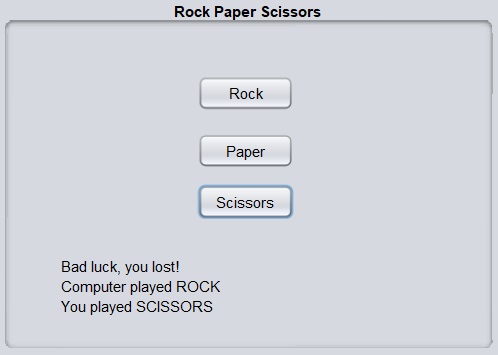 Rock Paper Scissors
Rock
Paper
Scissors
Bad luck, you lost!
Computer played ROCK
You played SCISSORS